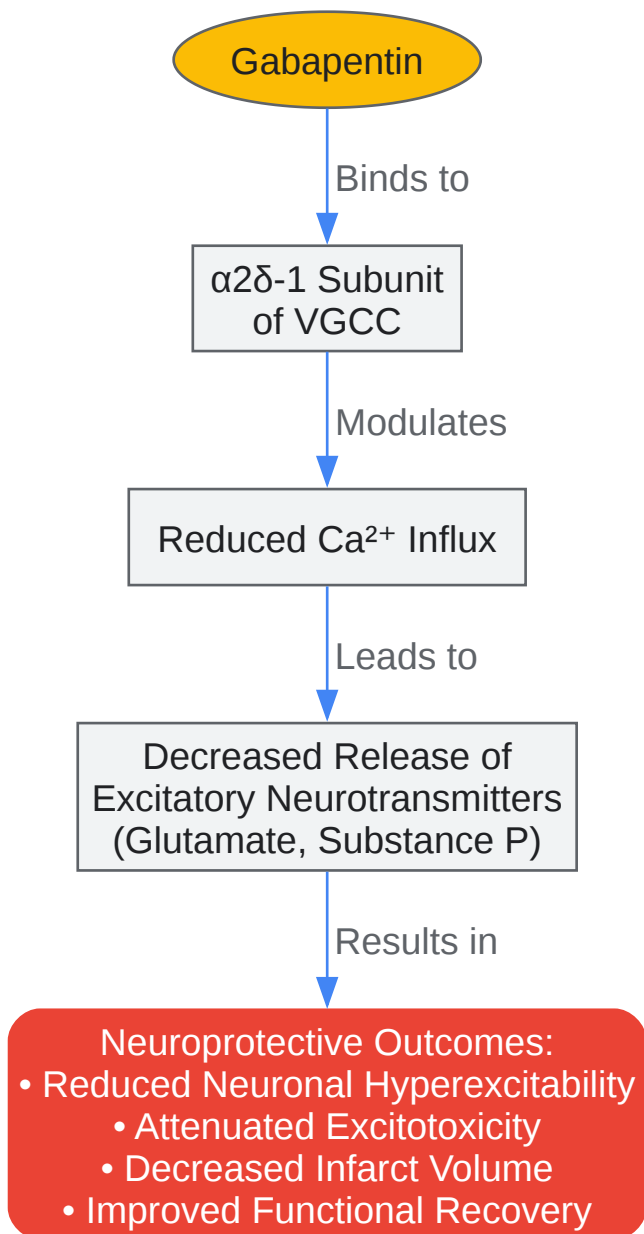 Gabapentin
Binds to
α2δ-1 Subunit
of VGCC
Modulates
Reduced Ca²⁺ Influx
Leads to
Decreased Release of
Excitatory Neurotransmitters
(Glutamate, Substance P)
Results in
Neuroprotective Outcomes:
• Reduced Neuronal Hyperexcitability
• Attenuated Excitotoxicity
• Decreased Infarct Volume
• Improved Functional Recovery